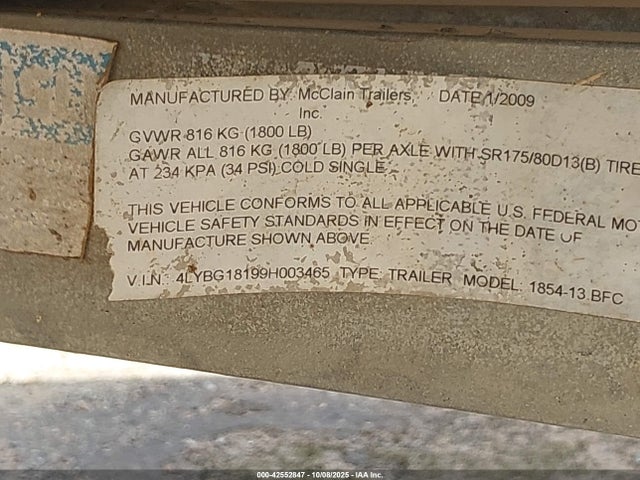 MANUFACTURED BY: McClain Trailers, DATE 1/2009
Inc.
GVWR 816 KG (1800 LB)
GAWR ALL 816 KG (1800 LB) PER AXLE WITH SR175/80D13(B) TIRE
AT 234 KPA (34 PSI) COLD SINGLE
THIS VEHICLE CONFORMS TO ALL APPLICABLE U.S. FEDERAL MOT
VEHICLE SAFETY STANDARDS IN EFFECT ON THE DATE OF
MANUFACTURE SHOWN ABOVE.
V.I.N.: 4LYBG18199H003465 TYPE: TRAILER MODEL: 1854-13 BFC
000-42552847 - 10/08/2025 - IAA Inc.